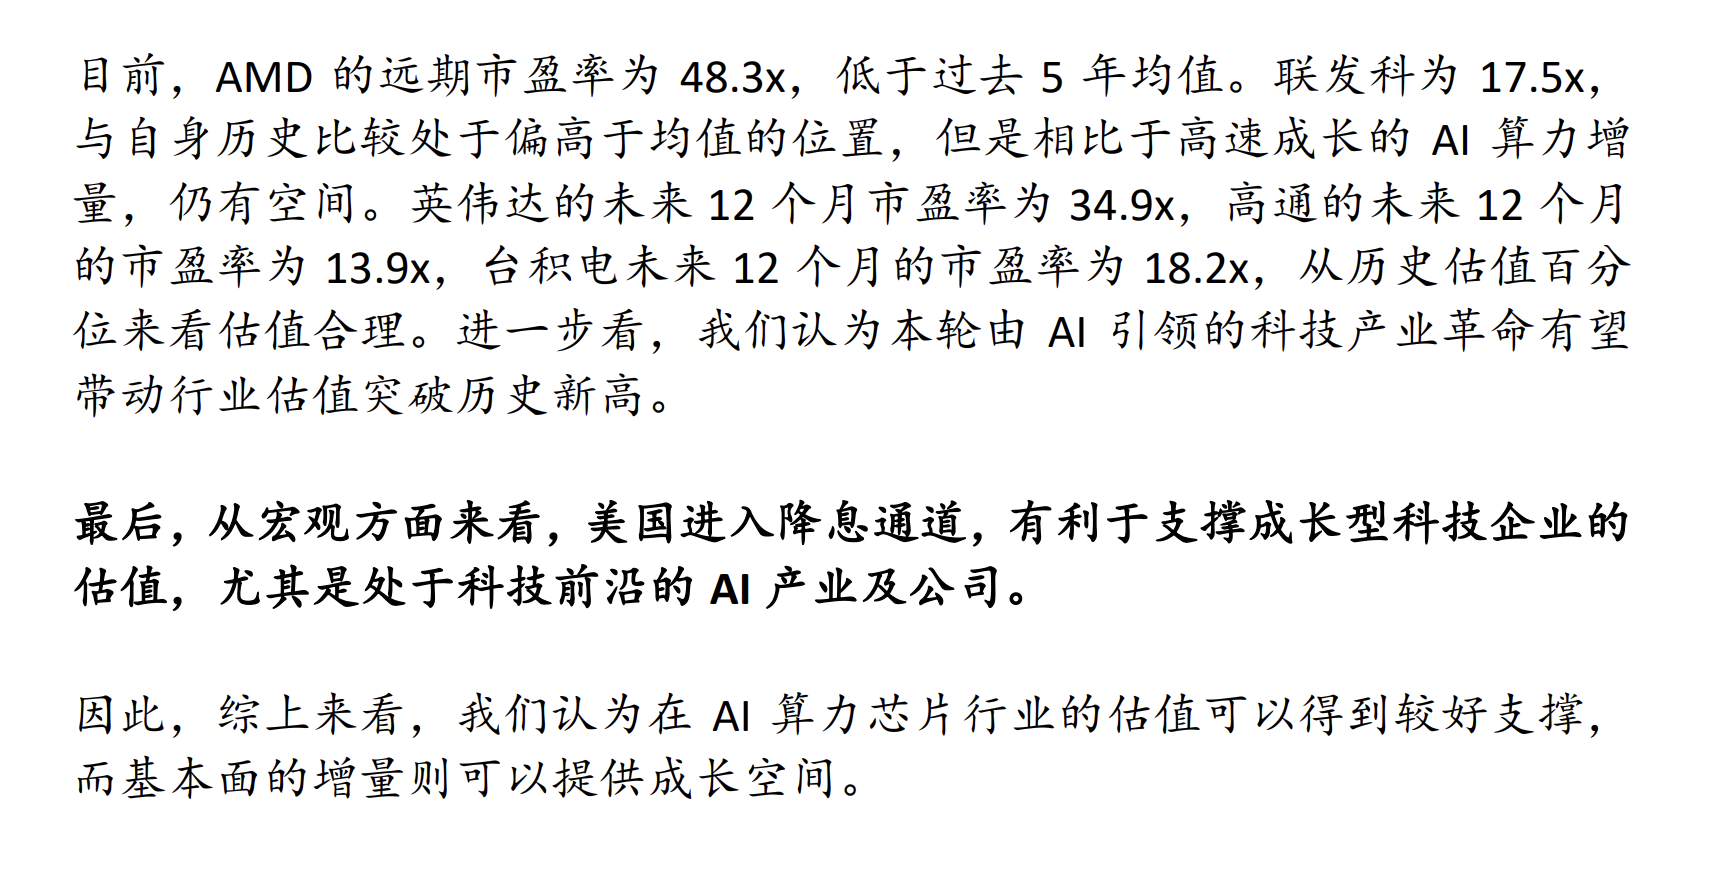 目前，AMD 的远期市盈率为 48.3x，低于过去 5 年均值。联发科为 17.5x，
与自身历史比较处于偏高于均值的位置，但是相比于高速成长的 AI 算力增
量，仍有空间。英伟达的未来 12 个月市盈率为 34.9x，高通的未来 12 个月
的市盈率为 13.9x，台积电未来 12 个月的市盈率为 18.2x，从历史估值百分
位来看估值合理。进一步看，我们认为本轮由 AI 引领的科技产业革命有望
带动行业估值突破历史新高。
最后，从宏观方面来看，美国进入降息通道，有利于支撑成长型科技企业的
估值，尤其是处于科技前沿的 AI 产业及公司。
因此，综上来看，我们认为在 AI 算力芯片行业的估值可以得到较好支撑，
而基本面的增量则可以提供成长空间。